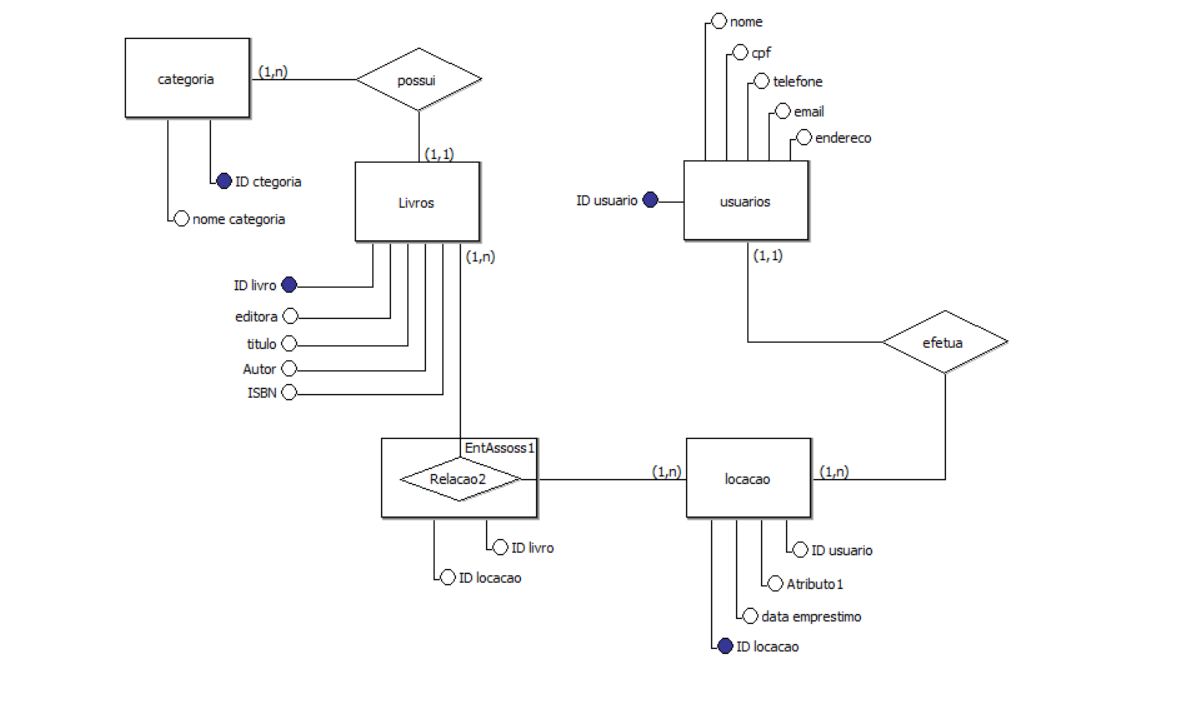 nome
cpf
telefone
email
endereco
categoria
(1,n)
possui
(1,1)
ID ctegoria
nome categoria
Livros
(1,n)
ID usuario
usuarios
(1,1)
ID livro
editora
titulo
Autor
ISBN
efetua
EntAssoss1
Relacao2
(1,n)
locacao
(1,n)
ID livro
ID locacao
ID usuario
Atributo1
data emprestimo
ID locacao